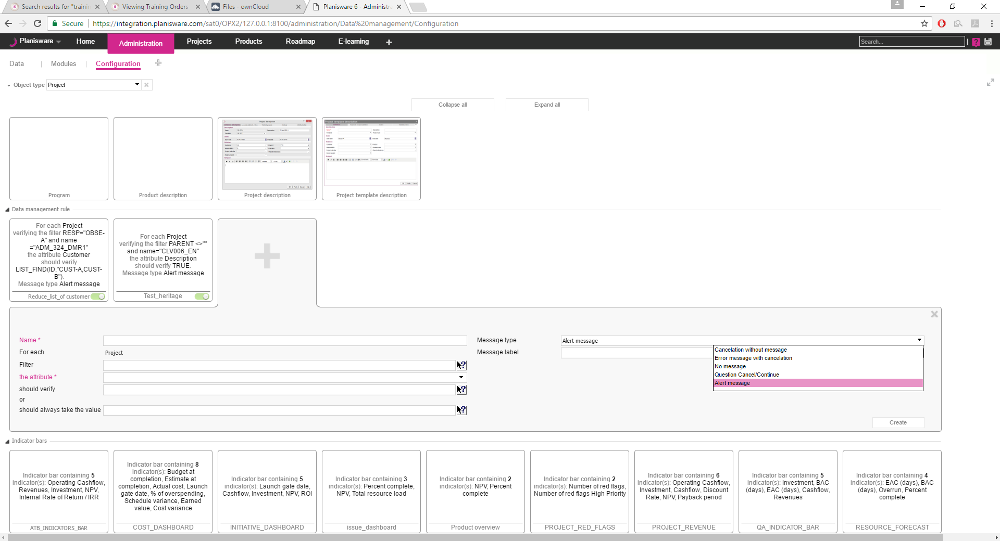 Search results for "trainin
Viewing Training Orders
Files - ownCloud
Planisware 6 - Administra
Secure
https://integration.planisware.com/sat0/OPX2/127.0.0.1:8100/administration/Data%20management/Configuration
Planisware
Home
Administration
Projects
Products
Roadmap
E-learning
Search...
Data
Modules
Configuration
Object type
Project
Collapse all
Expand all
Program
Product description
Project description
Project description
Project template description
Project template description
Data management rule
For each Project
verifying the filter RESP="OBSE-
A" and name
="ADM_324_DMR1"
the attribute Customer
should verify
LIST_FIND(ID,"CUST-A,CUST-
B").
Message type Alert message
Reduce_list_of customer
For each Project
verifying the filter PARENT <>""
and name="CLV006_EN"
the attribute Description
should verify TRUE.
Message type Alert message
Test_heritage
Name *
For each
Project
Filter
the attribute *
should verify
or
should always take the value
Message type
Alert message
Message label
Cancelation without message
Error message with cancelation
No message
Question Cancel/Continue
Alert message
Create
Indicator bars
Indicator bar containing 5
indicator(s): Operating Cashflow,
Revenues, Investment, NPV,
Internal Rate of Return / IRR
ATB_INDICATORS_BAR
Indicator bar containing 8
indicator(s): Budget at
completion, Estimate at
completion, Actual cost, Launch
gate date, % of overspending,
Schedule variance, Earned
value, Cost variance
COST_DASHBOARD
Indicator bar containing 5
indicator(s): Launch gate date,
Cashflow, Investment, NPV, ROI
INITIATIVE_DASHBOARD
Indicator bar containing 3
indicator(s): Percent complete,
NPV, Total resource load
issue_dashboard
Indicator bar containing 2
indicator(s): NPV, Percent
complete
Product overview
Indicator bar containing 2
indicator(s): Number of red flags,
Number of red flags High Priority
PROJECT_RED_FLAGS
Indicator bar containing 6
indicator(s): Operating Cashflow,
Investment, Cashflow, Discount
Rate, NPV, Payback period
PROJECT_REVENUE
Indicator bar containing 5
indicator(s): Investment, BAC
(days), EAC (days), Cashflow,
Revenues
QA_INDICATOR_BAR
Indicator bar containing 4
indicator(s): EAC (days), BAC
(days), Overrun, Percent
complete
RESOURCE_FORECAST